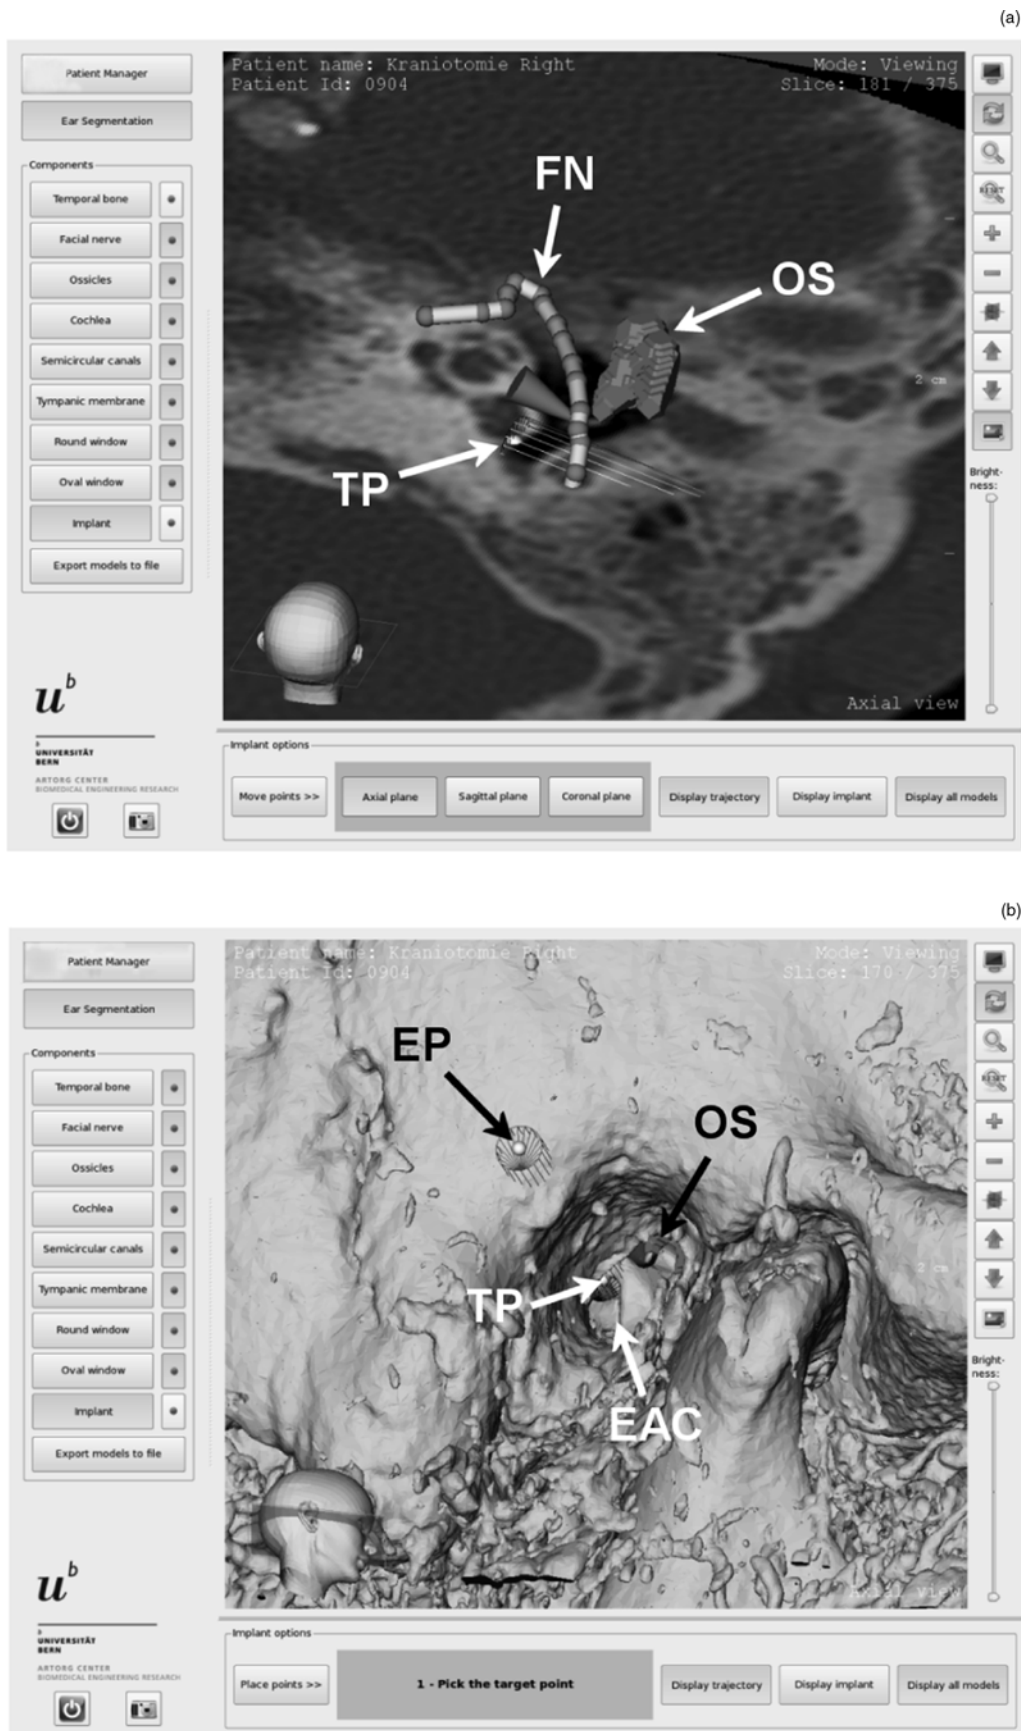 (a)
Patient Manager
Ear Segmentation
Components
Temporal bone
Facial nerve
Ossicles
Cochlea
Semicircular canals
Tympanic membrane
Round window
Oval window
Implant
Export models to file
u b
b
UNIVERSITÄT
BERN
ARTORG CENTER
BIOMEDICAL ENGINEERING RESEARCH
Patient name: Kraniotomie Right
Patient Id: 0904
Mode: Viewing
Slice: 181 / 375
FN
OS
TP
2 cm
Axial view
RESET
Bright-
ness:
Implant options
Move points >>
Axial plane
Sagittal plane
Coronal plane
Display trajectory
Display implant
Display all models
(b)
Patient Manager
Ear Segmentation
Components
Temporal bone
Facial nerve
Ossicles
Cochlea
Semicircular canals
Tympanic membrane
Round window
Oval window
Implant
Export models to file
u b
b
UNIVERSITÄT
BERN
ARTORG CENTER
BIOMEDICAL ENGINEERING RESEARCH
Patient name: Kraniotomie Right
Patient Id: 0904
Mode: Viewing
Slice: 170 / 375
EP
OS
TP
EAC
2 cm
Axial view
RESET
Bright-
ness:
Implant options
Place points >>
1 - Pick the target point
Display trajectory
Display implant
Display all models